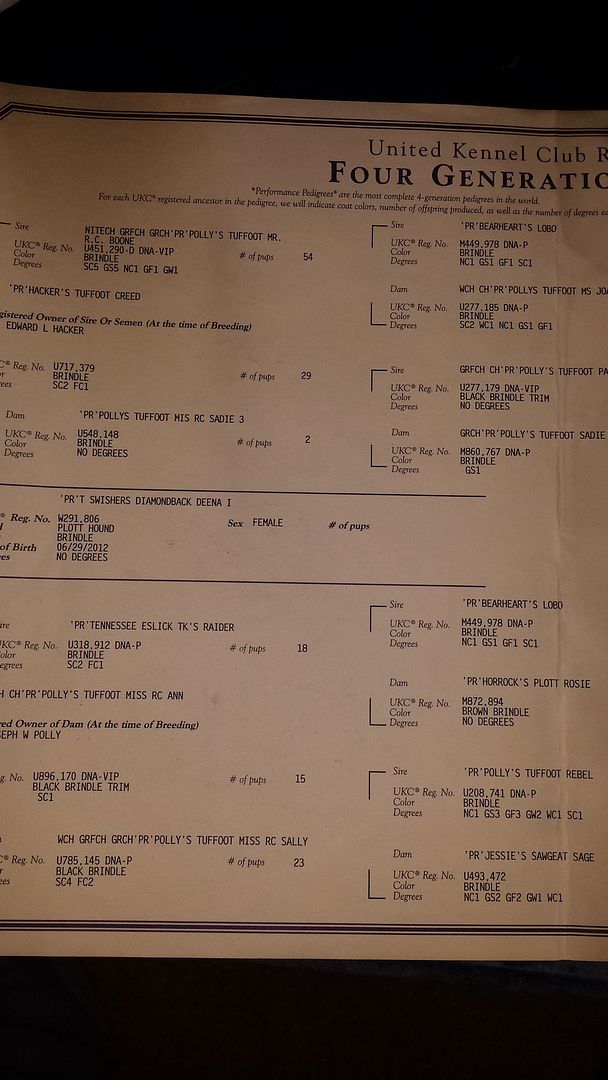 United Kennel Club R
FOUR GENERATIO
"Performance Pedigrees" are the most complete 4-generation pedigrees in the world.
For each UKC® registered ancestor in the pedigree, we will indicate coat colors, number of offspring produced, as well as the number of degrees ea
Sire NITECH GRFCH GRCH'PR'POLLY'S TUFFOOT MR.
R.C. BOONE
UKC® Reg. No. U451,290-D DNA-VIP
Color BRINDLE # of pups 54
Degrees SC5 GS5 NC1 GF1 GW1
'PR'HACKER'S TUFFOOT CREED
gistered Owner of Sire Or Semen (At the time of Breeding)
EDWARD L HACKER
C® Reg. No. U717,379
r BRINDLE # of pups 29
ees SC2 FC1
Dam 'PR'POLLYS TUFFOOT MIS RC SADIE 3
UKC® Reg. No. U548,148
Color BRINDLE # of pups 2
Degrees NO DEGREES
'PR'T SWISHERS DIAMONDBACK DEENA I
® Reg. No. W291,806 Sex FEMALE # of pups
d PLOTT HOUND
BRINDLE
of Birth 06/29/2012
es NO DEGREES
ire 'PR'TENNESSEE ESLICK TK'S RAIDER
UKC® Reg. No. U318,912 DNA-P
olor BRINDLE # of pups 18
egrees SC2 FC1
H CH'PR'POLLY'S TUFFOOT MISS RC ANN
red Owner of Dam (At the time of Breeding)
SEPH W POLLY
g. No. U896,170 DNA-VIP # of pups 15
BLACK BRINDLE TRIM
SC1
WCH GRFCH GRCH'PR'POLLY'S TUFFOOT MISS RC SALLY
C® Reg. No. U785,145 DNA-P # of pups 23
r BLACK BRINDLE
ees SC4 FC2
Sire 'PR'BEARHEART'S LOBO
UKC® Reg. No. M449,978 DNA-P
Color BRINDLE
Degrees NC1 GS1 GF1 SC1
Dam WCH CH'PR'POLLYS TUFFOOT MS JOA
UKC® Reg. No. U277,185 DNA-P
Color BRINDLE
Degrees SC2 WC1 NC1 GS1 GF1
Sire GRFCH CH'PR'POLLY'S TUFFOOT PA
UKC® Reg. No. U277,179 DNA-VIP
Color BLACK BRINDLE TRIM
Degrees NO DEGREES
Dam GRCH'PR'POLLY'S TUFFOOT SADIE
UKC® Reg. No. M860,767 DNA-P
Color BRINDLE
Degrees GS1
Sire 'PR'BEARHEART'S LOBO
UKC® Reg. No. M449,978 DNA-P
Color BRINDLE
Degrees NC1 GS1 GF1 SC1
Dam 'PR'HORROCK'S PLOTT ROSIE
UKC® Reg. No. M872,894
Color BROWN BRINDLE
Degrees NO DEGREES
Sire 'PR'POLLY'S TUFFOOT REBEL
UKC® Reg. No. U208,741 DNA-P
Color BRINDLE
Degrees NC1 GS3 GF3 GW2 WC1 SC1
Dam 'PR'JESSIE'S SAWGEAT SAGE
UKC® Reg. No. U493,472
Color BRINDLE
Degrees NC1 GS2 GF2 GW1 WC1